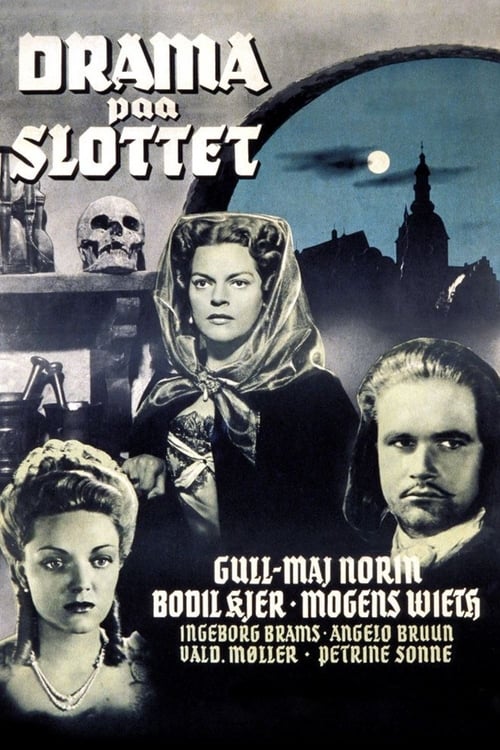 DRAMA
paa
SLOTTET
GULL-MAJ NORIN
BODIL KJER · MOGENS WIETH
INGEBORG BRAMS · ANGELO BRUUN
VALD. MØLLER · PETRINE SONNE